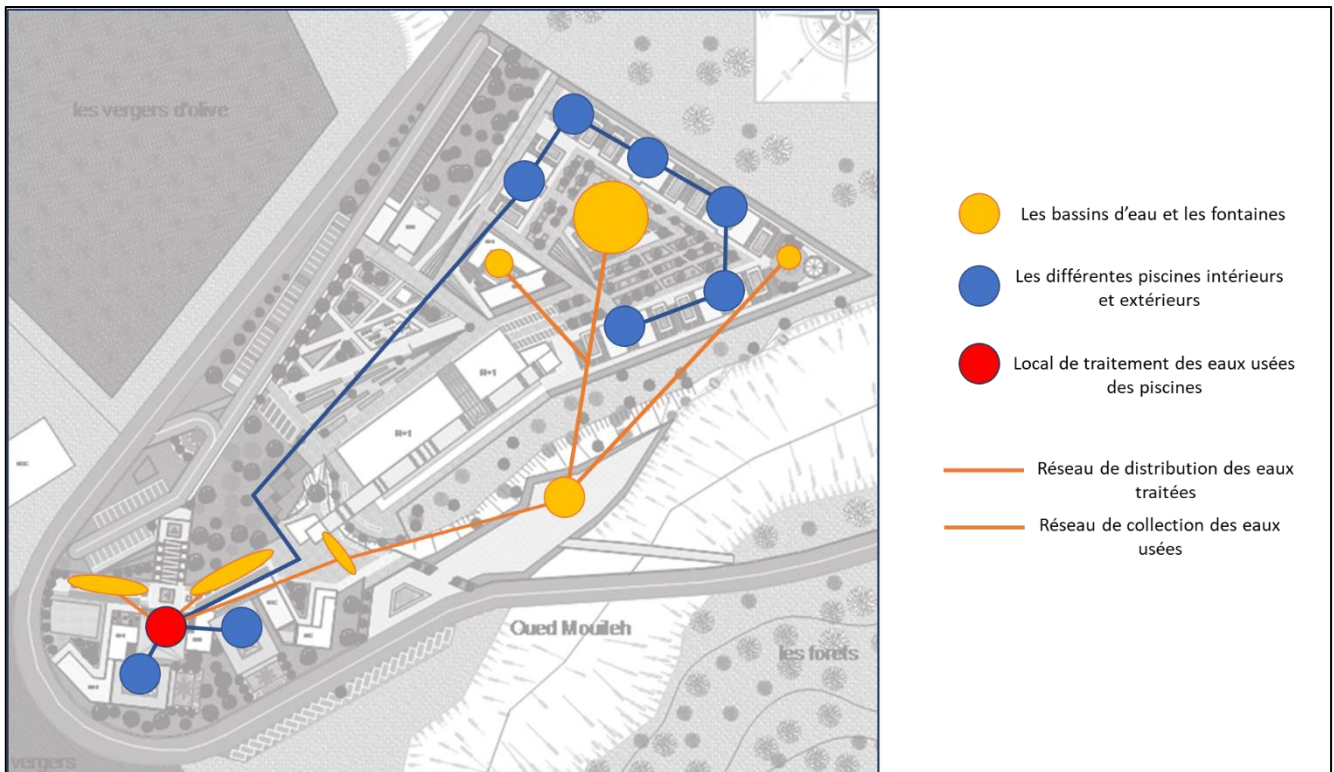 les vergers d'olive
W
S
Les bassins d'eau et les fontaines
Les différentes piscines intérieurs
et extérieurs
Local de traitement des eaux usées
des piscines
R+1
R+1
Réseau de distribution des eaux
traitées
Réseau de collection des eaux
usées
Oued Mouileh
les forets
vergers